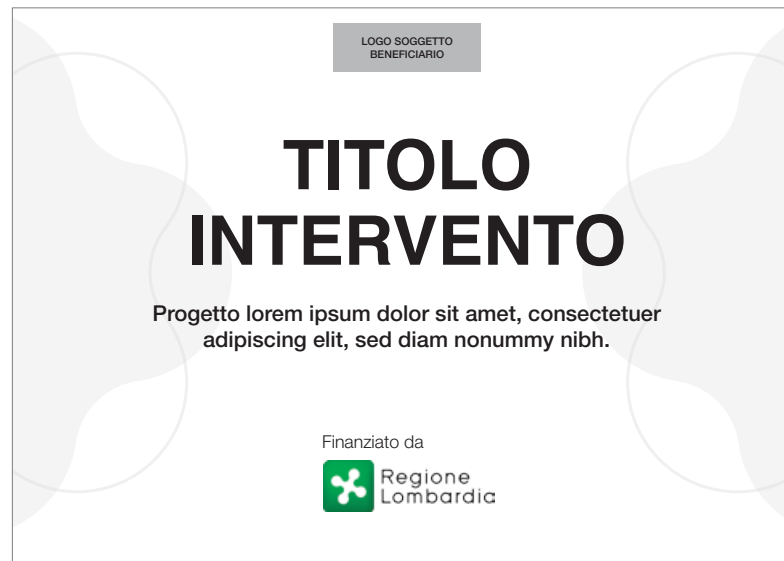 LOGO SOGGETTO
BENEFICIARIO
TITOLO
INTERVENTO
Progetto lorem ipsum dolor sit amet, consectetuer
adipiscing elit, sed diam nonummy nibh.
Finanziato da
Regione
Lombardia